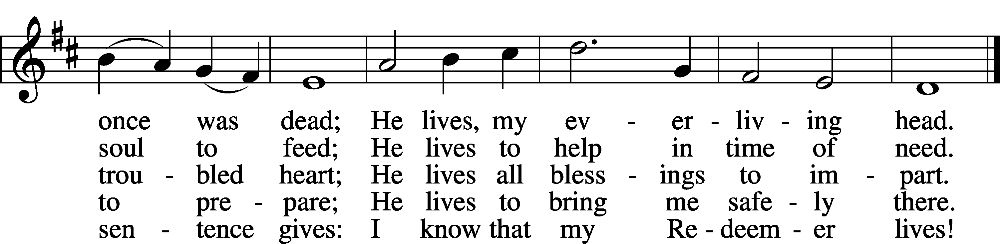 once was dead; He lives, my ev - er - liv - ing head.
soul to feed; He lives to help in time of need.
trou - bled heart; He lives all bless - ings to im - part.
to pre - pare; He lives to bring me safe - ly there.
sen - tence gives: I know that my Re - deem - er lives!